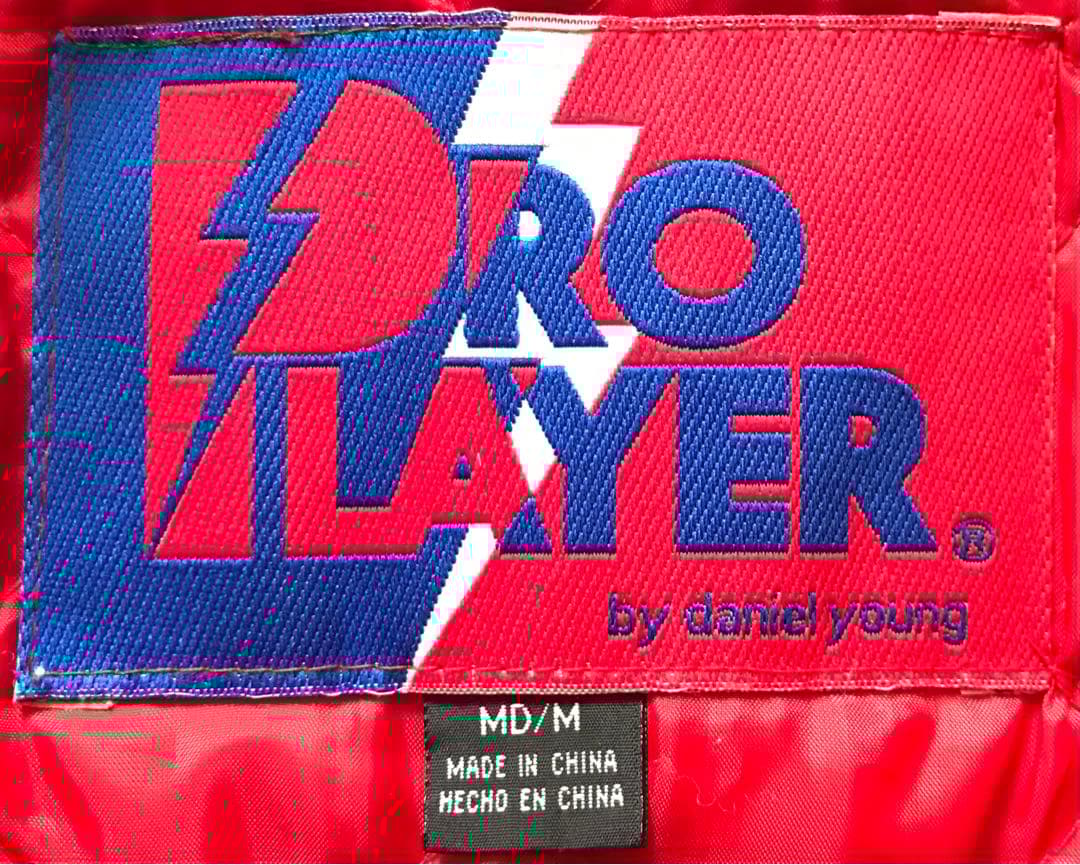 PRO
PLAYER®
by daniel young
MD/M
MADE IN CHINA
HECHO EN CHINA